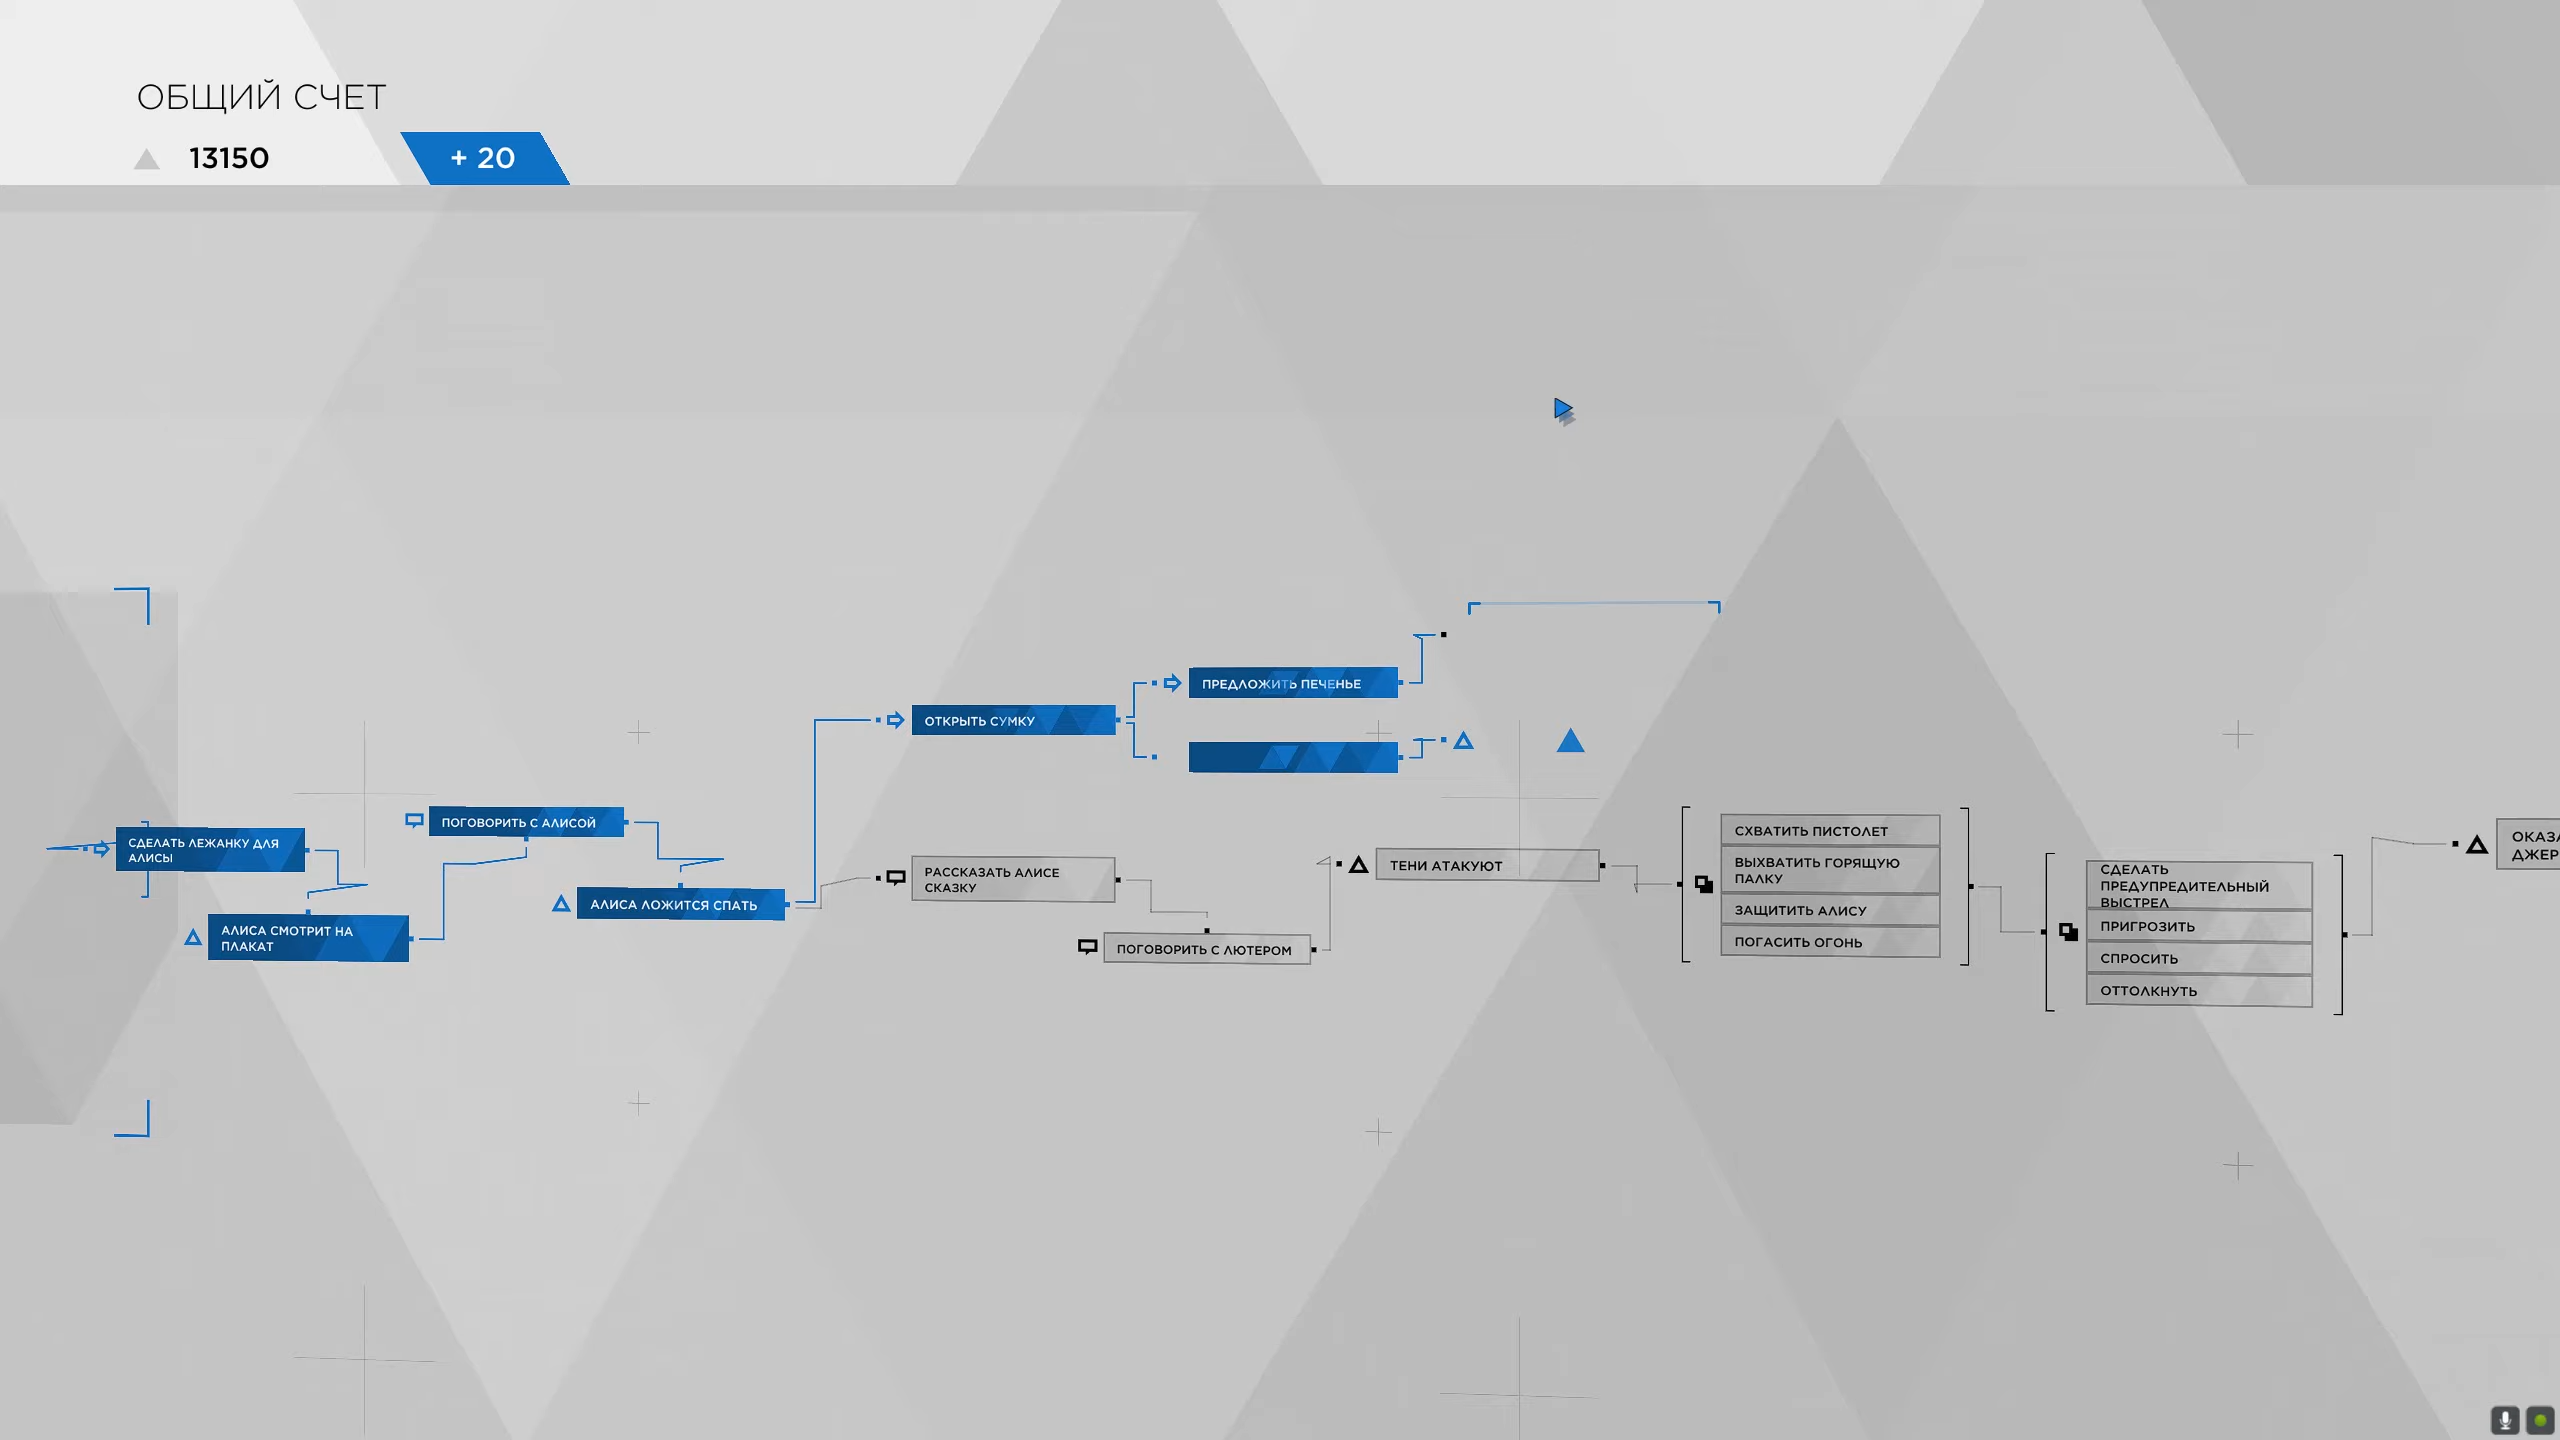 ОБЩИЙ СЧЕТ
13150
+ 20
ПРЕДЛОЖИТЬ ПЕЧЕНЬЕ
ОТКРЫТЬ СУМКУ
ПОГОВОРИТЬ С АЛИСОЙ
СДЕЛАТЬ ЛЕЖАНКУ ДЛЯ
АЛИСЫ
АЛИСА СМОТРИТ НА
ПЛАКАТ
АЛИСА ЛОЖИТСЯ СПАТЬ
РАССКАЗАТЬ АЛИСЕ
СКАЗКУ
ПОГОВОРИТЬ С ЛЮТЕРОМ
ТЕНИ АТАКУЮТ
СХВАТИТЬ ПИСТОЛЕТ
ВЫХВАТИТЬ ГОРЯЩУЮ
ПАЛКУ
ЗАЩИТИТЬ АЛИСУ
ПОГАСИТЬ ОГОНЬ
СДЕЛАТЬ
ПРЕДУПРЕДИТЕЛЬНЫЙ
ВЫСТРЕЛ
ПРИГРОЗИТЬ
СПРОСИТЬ
ОТТОЛКНУТЬ